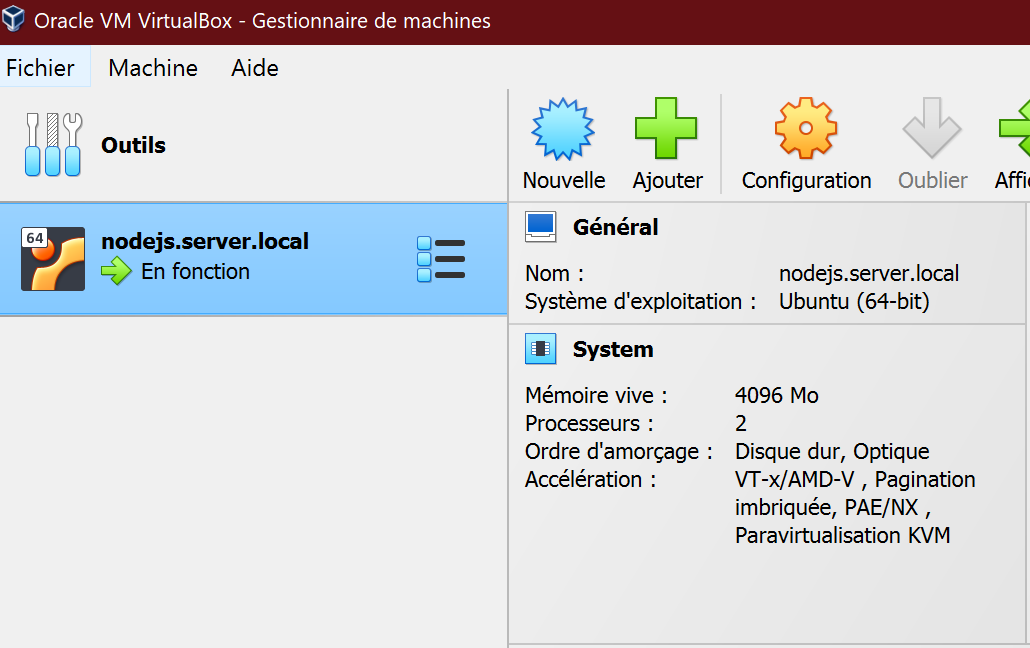 Oracle VM VirtualBox - Gestionnaire de machines
Fichier Machine Aide
Outils
Nouvelle Ajouter Configuration Oublier Affic
64
nodejs.server.local
En fonction
Général
Nom : nodejs.server.local
Système d'exploitation : Ubuntu (64-bit)
System
Mémoire vive : 4096 Mo
Processeurs : 2
Ordre d'amorçage : Disque dur, Optique
Accélération : VT-x/AMD-V , Pagination
imbriquée, PAE/NX ,
Paravirtualisation KVM